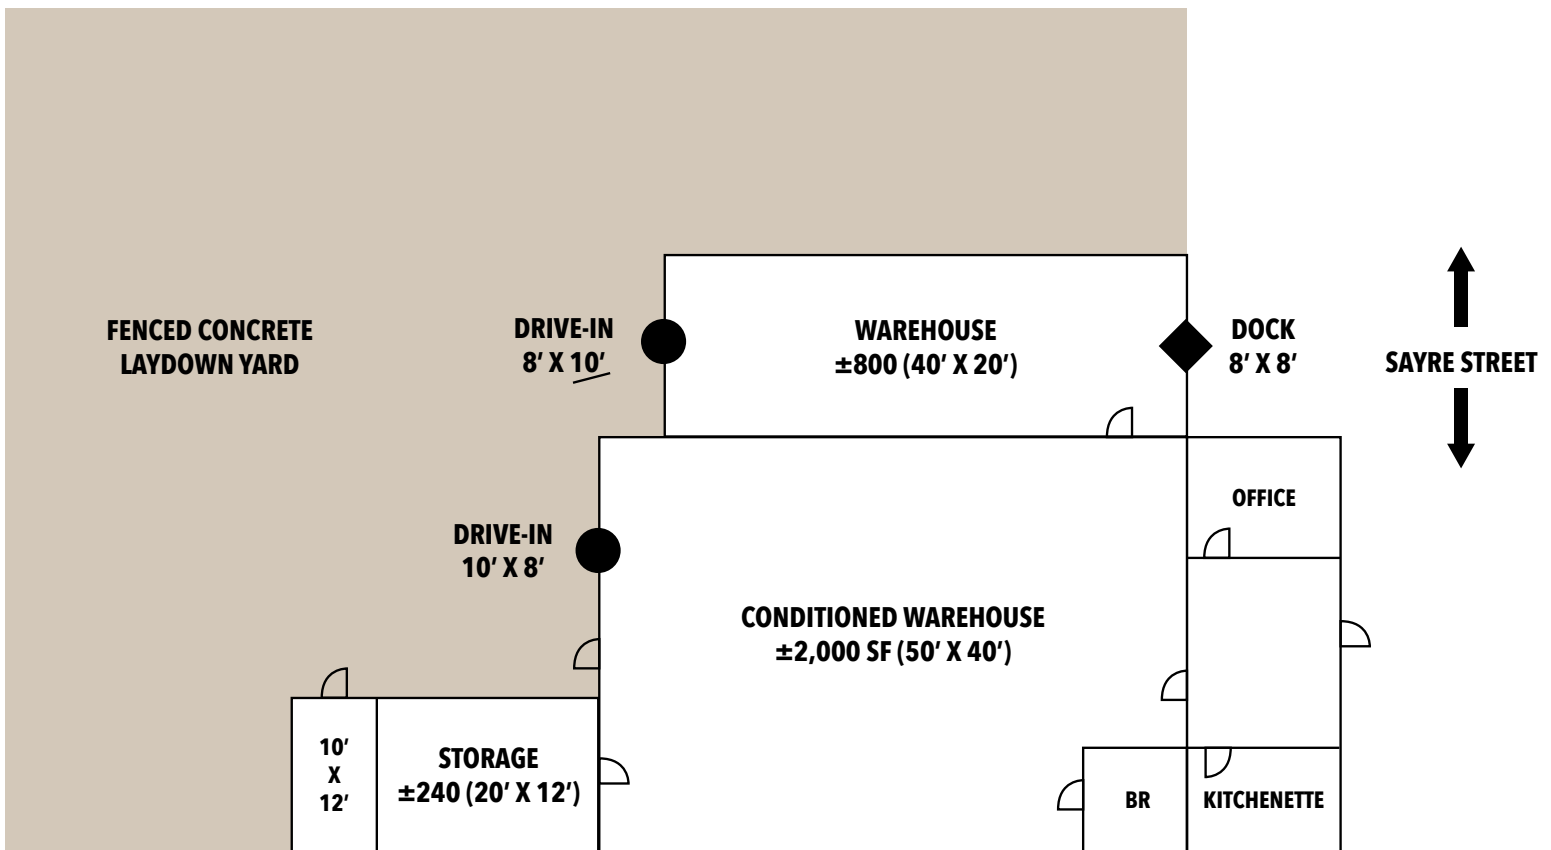 FENCED CONCRETE
LAYDOWN YARD
DRIVE-IN
8’ X 10’
WAREHOUSE
±800 (40’ X 20’)
DOCK
8’ X 8’
SAYRE STREET
OFFICE
DRIVE-IN
10’ X 8’
CONDITIONED WAREHOUSE
±2,000 SF (50’ X 40’)
10’
X
12’
STORAGE
±240 (20’ X 12’)
BR
KITCHENETTE